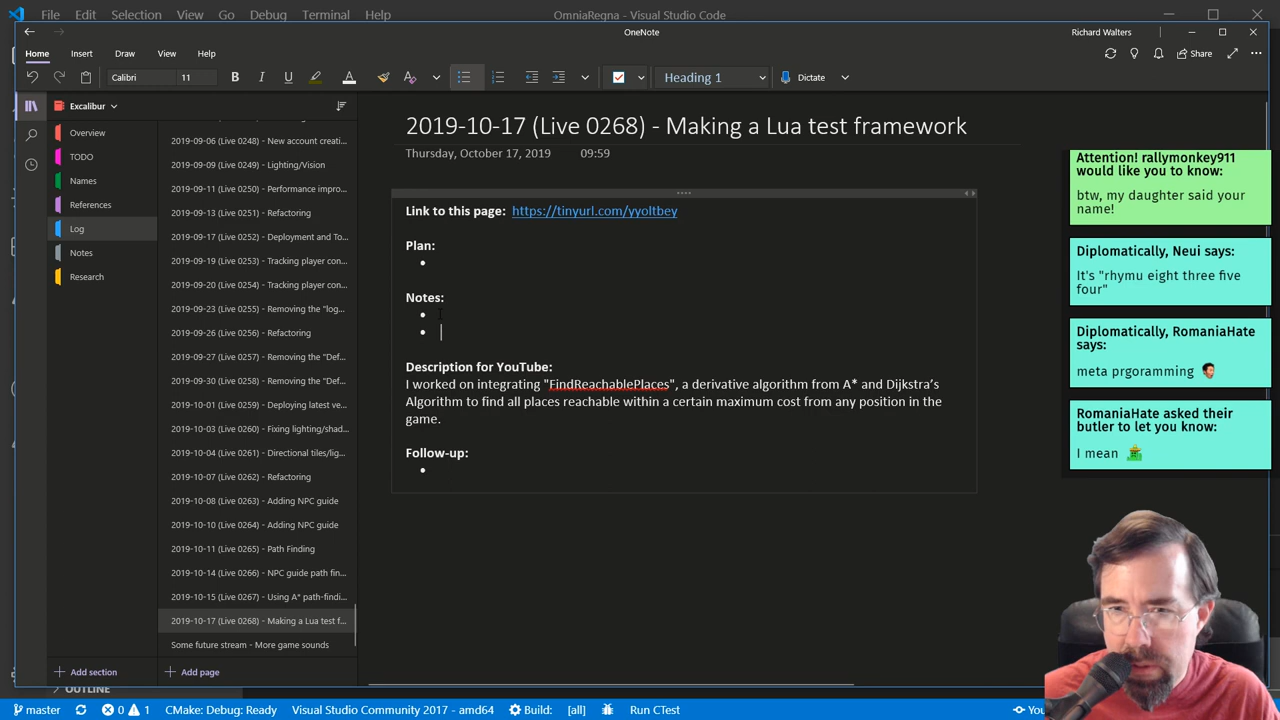 File Edit Selection View Go Debug Terminal Help OmniaRegna - Visual Studio Code
OneNote
Richard Walters
Home Insert Draw View Help
Share
Calibri 11 B I U A Heading 1 Dictate
Excalibur
Overview
TODO
Names
References
Log
Notes
Research
2019-09-06 (Live 0248) - New account creati...
2019-09-09 (Live 0249) - Lighting/Vision
2019-09-11 (Live 0250) - Performance impro...
2019-09-13 (Live 0251) - Refactoring
2019-09-17 (Live 0252) - Deployment and To...
2019-09-19 (Live 0253) - Tracking player con...
2019-09-20 (Live 0254) - Tracking player con...
2019-09-23 (Live 0255) - Removing the "log...
2019-09-26 (Live 0256) - Refactoring
2019-09-27 (Live 0257) - Removing the "Def...
2019-09-30 (Live 0258) - Removing the "Def...
2019-10-01 (Live 0259) - Deploying latest ve...
2019-10-03 (Live 0260) - Fixing lighting/shad...
2019-10-04 (Live 0261) - Directional tiles/lig...
2019-10-07 (Live 0262) - Refactoring
2019-10-08 (Live 0263) - Adding NPC guide
2019-10-10 (Live 0264) - Adding NPC guide
2019-10-11 (Live 0265) - Path Finding
2019-10-14 (Live 0266) - NPC guide path fin...
2019-10-15 (Live 0267) - Using A* path-findi...
2019-10-17 (Live 0268) - Making a Lua test f...
Some future stream - More game sounds
Add section
Add page
2019-10-17 (Live 0268) - Making a Lua test framework
Thursday, October 17, 2019 09:59
Link to this page: https://tinyurl.com/yyoltbey
Plan:
Notes:
Description for YouTube:
I worked on integrating "FindReachablePlaces", a derivative algorithm from A* and Dijkstra's
Algorithm to find all places reachable within a certain maximum cost from any position in the
game.
Follow-up:
Attention! rallymonkey911
would like you to know:
btw, my daughter said your
name!
Diplomatically, Neui says:
It's "rhymu eight three five
four"
Diplomatically, RomaniaHate
says:
meta prgoramming
RomaniaHate asked their
butler to let you know:
I mean
OUTLINE
master 0 1 CMake: Debug: Ready Visual Studio Community 2017 - amd64 Build: [all] Run CTest You